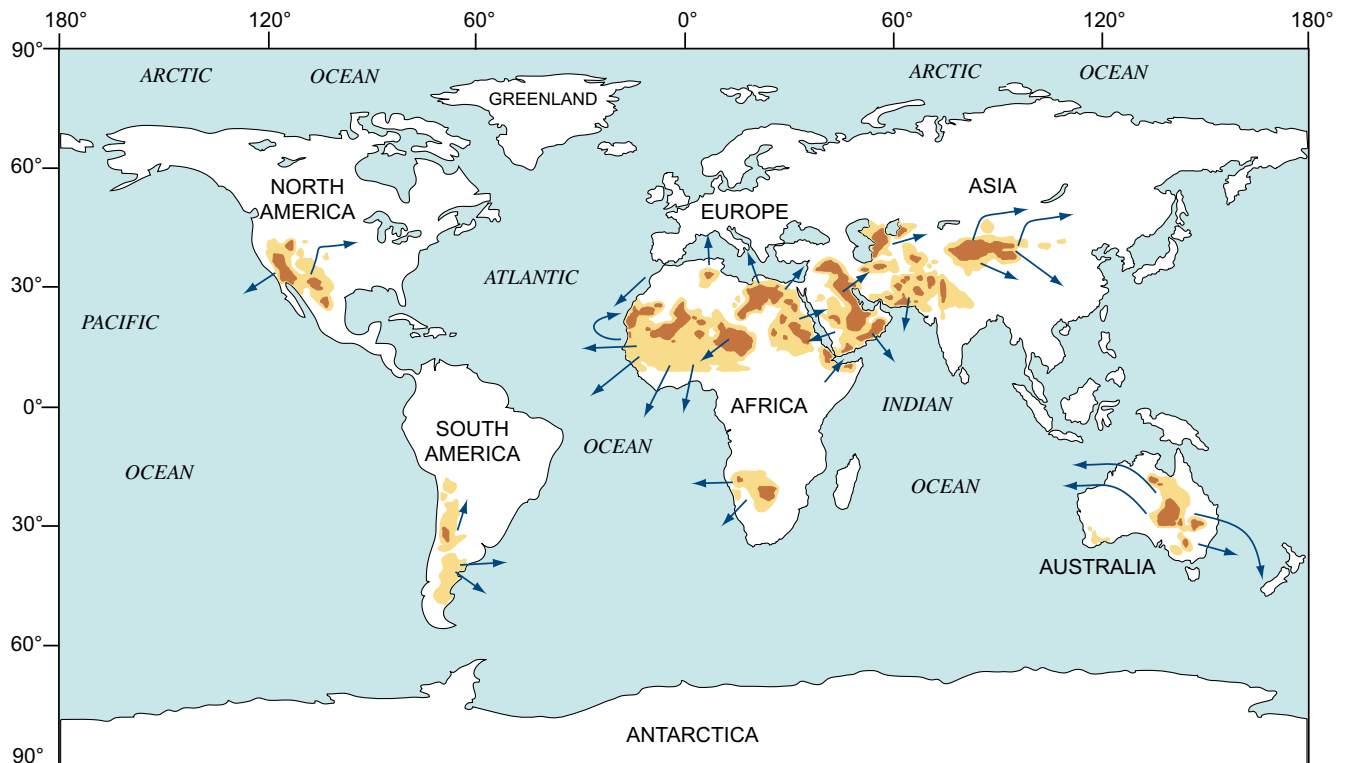 180° 120° 60° 0° 60° 120° 180°
90°
ARCTIC OCEAN ARCTIC OCEAN
GREENLAND
60°
NORTH
AMERICA
ASIA
EUROPE
ATLANTIC
30°
PACIFIC
0°
AFRICA
INDIAN
SOUTH
AMERICA
OCEAN
OCEAN
OCEAN
30°
AUSTRALIA
60°
ANTARCTICA
90°